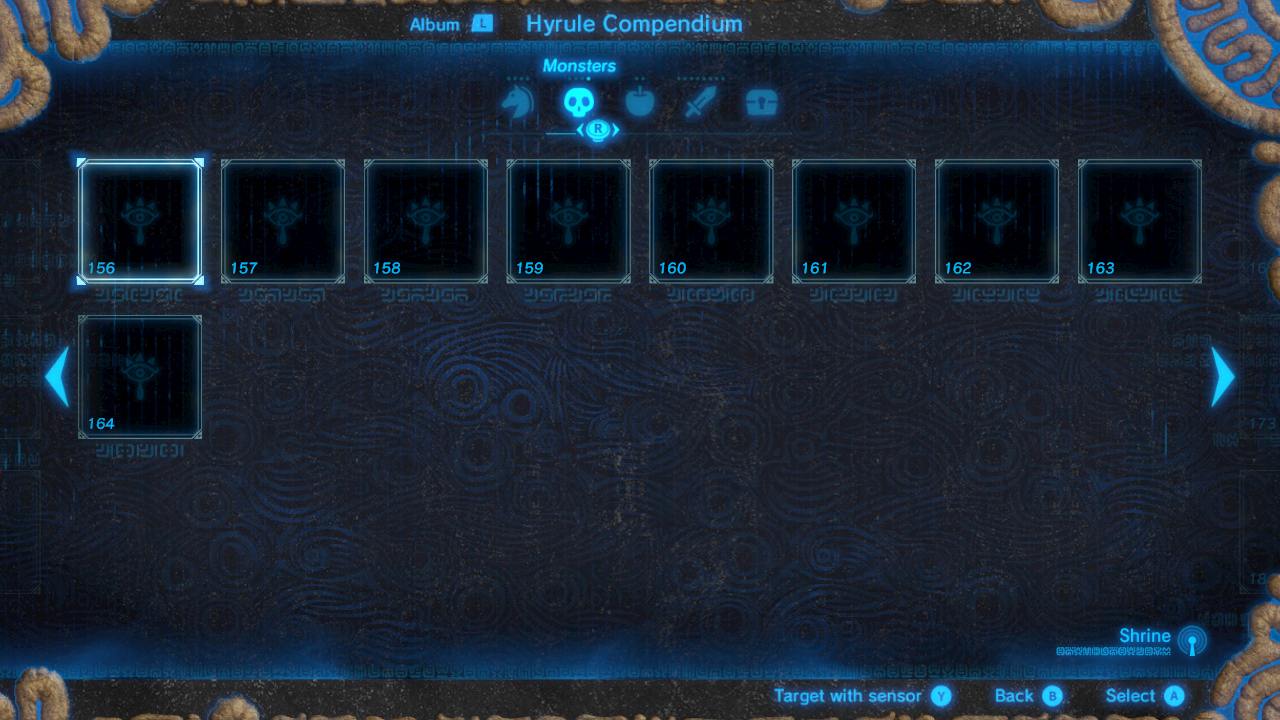 Album L Hyrule Compendium
Monsters
R
156 157 158 159 160 161 162 163
164
173
Shrine
Target with sensor Y Back B Select A